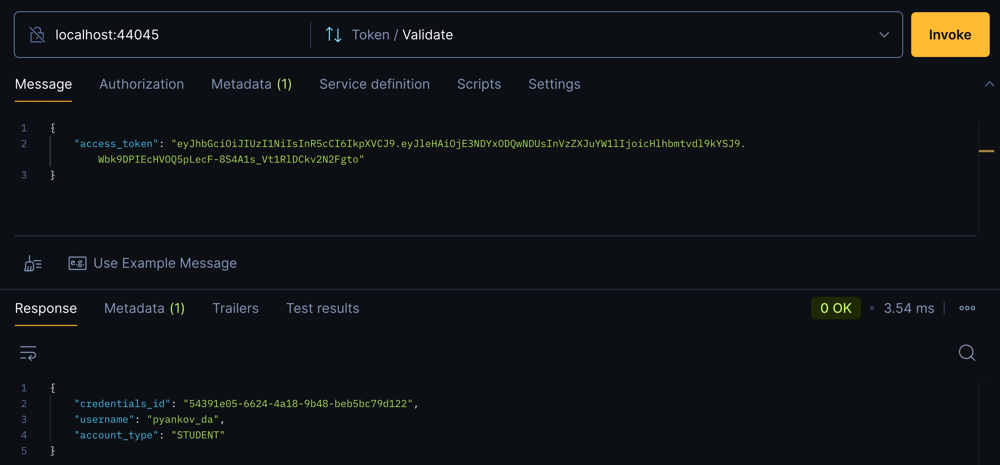 localhost:44045 Token / Validate Invoke
Message Authorization Metadata (1) Service definition Scripts Settings
1 {
2 "access_token": "eyJhbGciOiJIUzI1NiIsInR5cCI6IkpXVCJ9.eyJleHAiOjE3NDYxODQwNDUsInVzZXJuYW1lIjoicHlhbmtvdl9kYSJ9.
Wbk9DPIEcHVOQ5pLecF-8S4A1s_Vt1RlDCkv2N2Fgto"
3 }
e.g. Use Example Message
Response Metadata (1) Trailers Test results 0 OK • 3.54 ms
1 {
2 "credentials_id": "54391e05-6624-4a18-9b48-beb5bc79d122",
3 "username": "pyankov_da",
4 "account_type": "STUDENT"
5 }